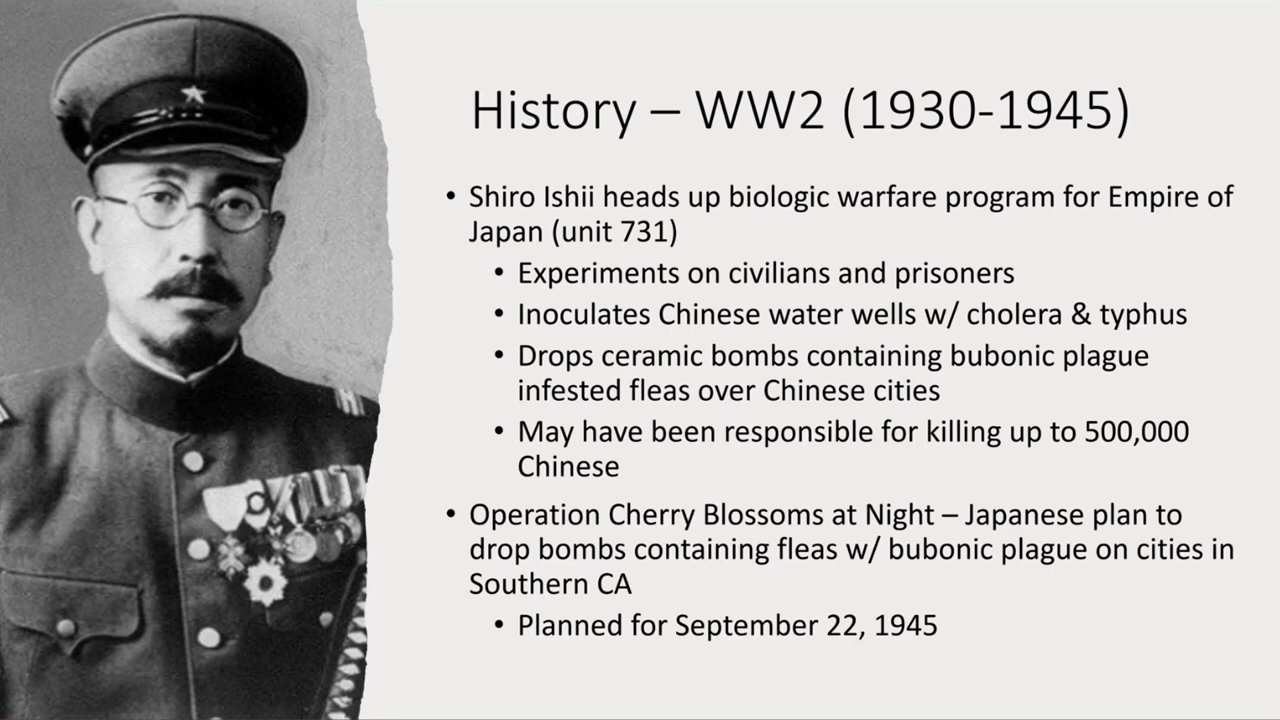 History – WW2 (1930-1945)
• Shiro Ishii heads up biologic warfare program for Empire of
Japan (unit 731)
• Experiments on civilians and prisoners
• Inoculates Chinese water wells w/ cholera & typhus
• Drops ceramic bombs containing bubonic plague
infested fleas over Chinese cities
• May have been responsible for killing up to 500,000
Chinese
• Operation Cherry Blossoms at Night – Japanese plan to
drop bombs containing fleas w/ bubonic plague on cities in
Southern CA
• Planned for September 22, 1945